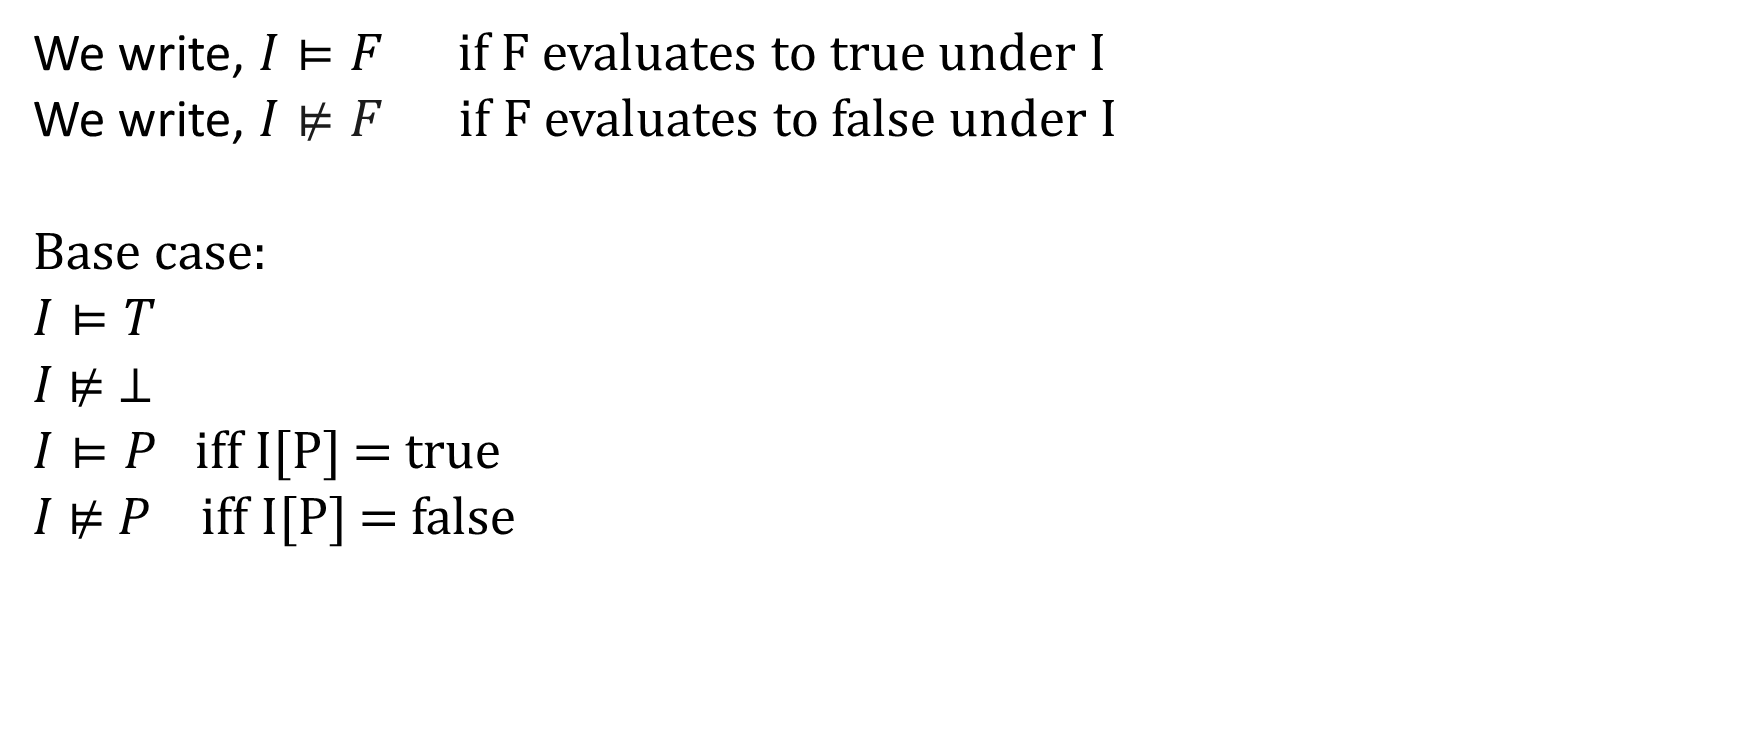 We write, I ⊨ F if F evaluates to true under I
We write, I ⊭ F if F evaluates to false under I
Base case:
I ⊨ T
I ⊭ ⊥
I ⊨ P iff I[P] = true
I ⊭ P iff I[P] = false